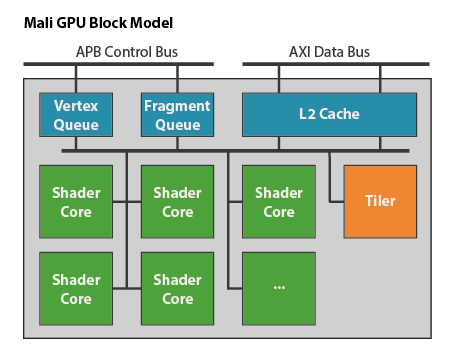 Mali GPU Block Model
APB Control Bus
AXI Data Bus
Vertex
Queue
Fragment
Queue
L2 Cache
Shader
Core
Shader
Core
Shader
Core
Tiler
Shader
Core
Shader
Core
...